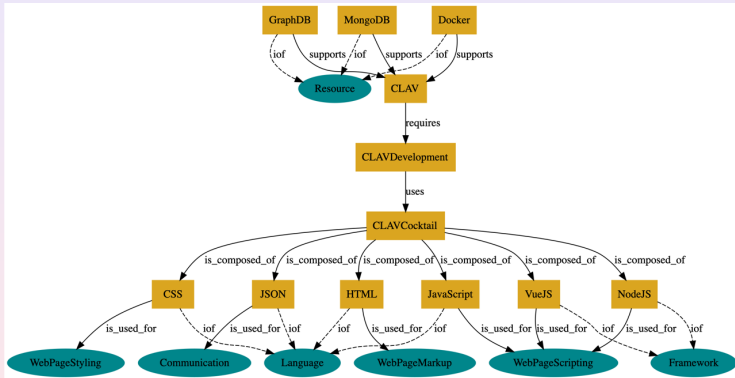 GraphDB MongoDB Docker
iof supports iof supports iof supports
Resource CLAV
requires
CLAVDevelopment
uses
CLAVCocktail
is_composed_of is_composed_of is_composed_of is_composed_of is_composed_of is_composed_of
CSS JSON HTML JavaScript VueJS NodeJS
is_used_for iof is_used_for iof iof is_used_for iof is_used_for is_used_for iof is_used_for iof
WebPageStyling Communication Language WebPageMarkup WebPageScripting Framework